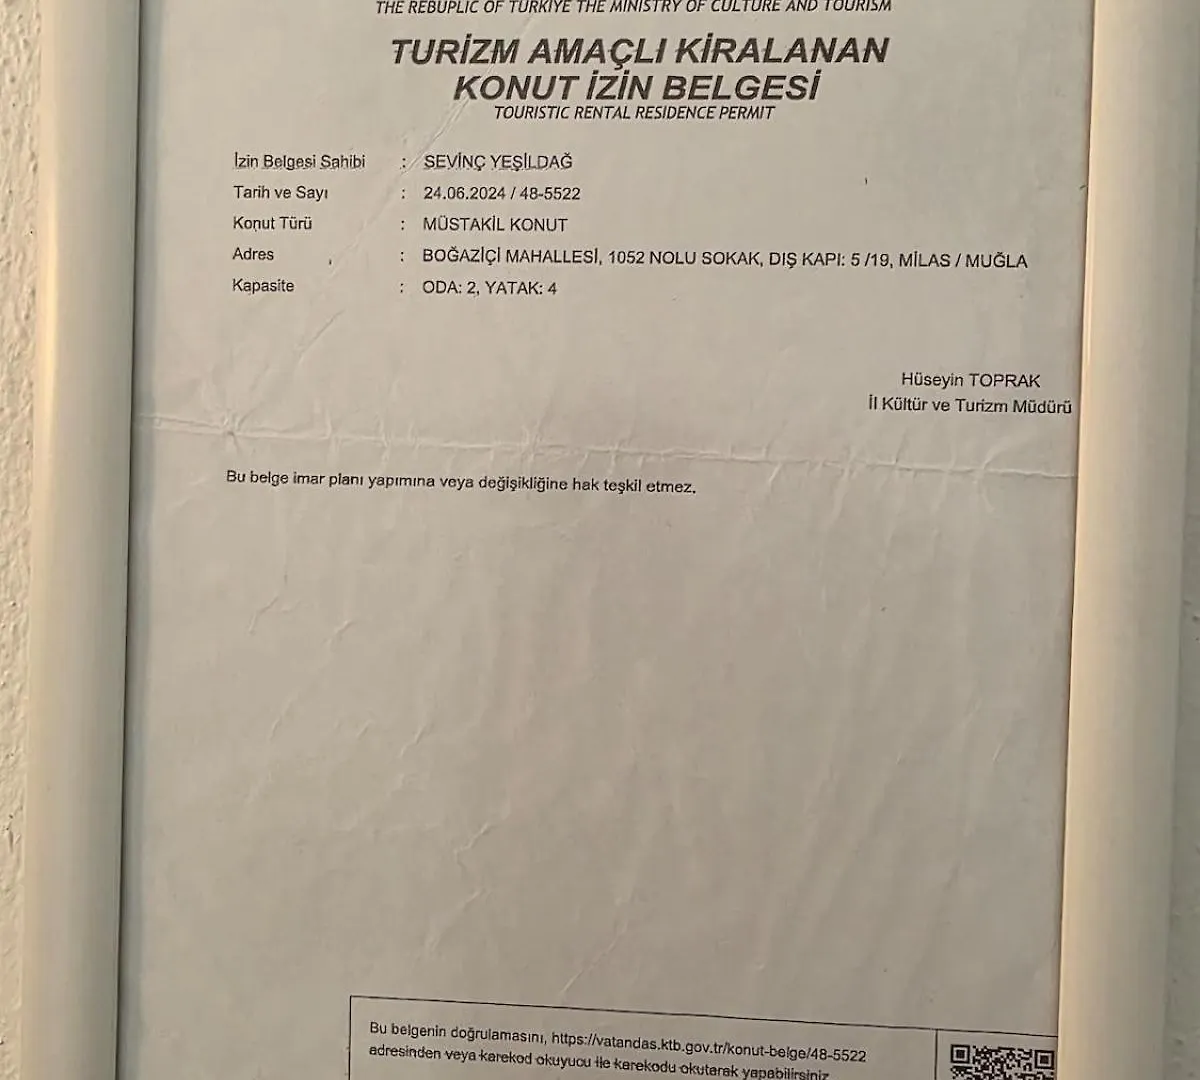 THE REBUPLIC OF TÜRKİYE THE MINISTRY OF CULTURE AND TOURISM
TURİZM AMAÇLI KİRALANAN
KONUT İZİN BELGESİ
TOURISTIC RENTAL RESIDENCE PERMIT
İzin Belgesi Sahibi : SEVİNÇ YEŞİLDAĞ
Tarih ve Sayı : 24.06.2024 / 48-5522
Konut Türü : MÜSTAKİL KONUT
Adres : BOĞAZİÇİ MAHALLESİ, 1052 NOLU SOKAK, DIŞ KAPI: 5 /19, MİLAS / MUĞLA
Kapasite : ODA: 2, YATAK: 4
Hüseyin TOPRAK
İl Kültür ve Turizm Müdürü
Bu belge imar planı yapımına veya değişikliğine hak teşkil etmez.
Bu belgenin doğrulamasını, https://vatandas.ktb.gov.tr/konut-belge/48-5522
adresinden veya karekod okuyucu ile karekodu okutarak yapabilirsiniz